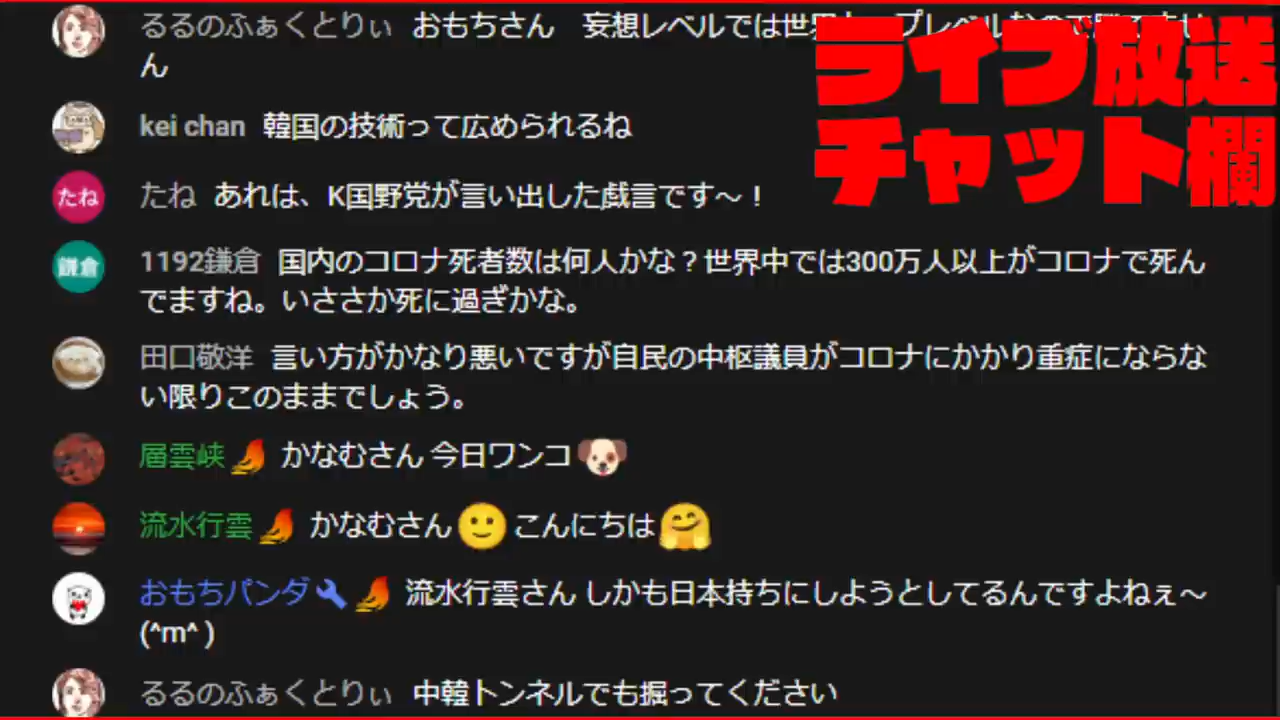 るるのふぁくとりぃ おもちさん 妄想レベルでは世界
ん
ライブ放送
チャット欄
kei chan 韓国の技術って広められるね
たね たね あれは、K国野党が言い出した戯言です～！
鎌倉 1192鎌倉 国内のコロナ死者数は何人かな？世界中では300万人以上がコロナで死ん
でますね。いささか死に過ぎかな。
田口敬洋 言い方がかなり悪いですが自民の中枢議員がコロナにかかり重症にならな
い限りこのままでしょう。
層雲峡 かなむさん 今日ワンコ🐶
流水行雲 かなむさん🙂こんにちは🤗
おもちパンダ🔧 流水行雲さん しかも日本持ちにしようとしてるんですよねぇ～
(^m^ )
るるのふぁくとりぃ 中韓トンネルでも掘ってください